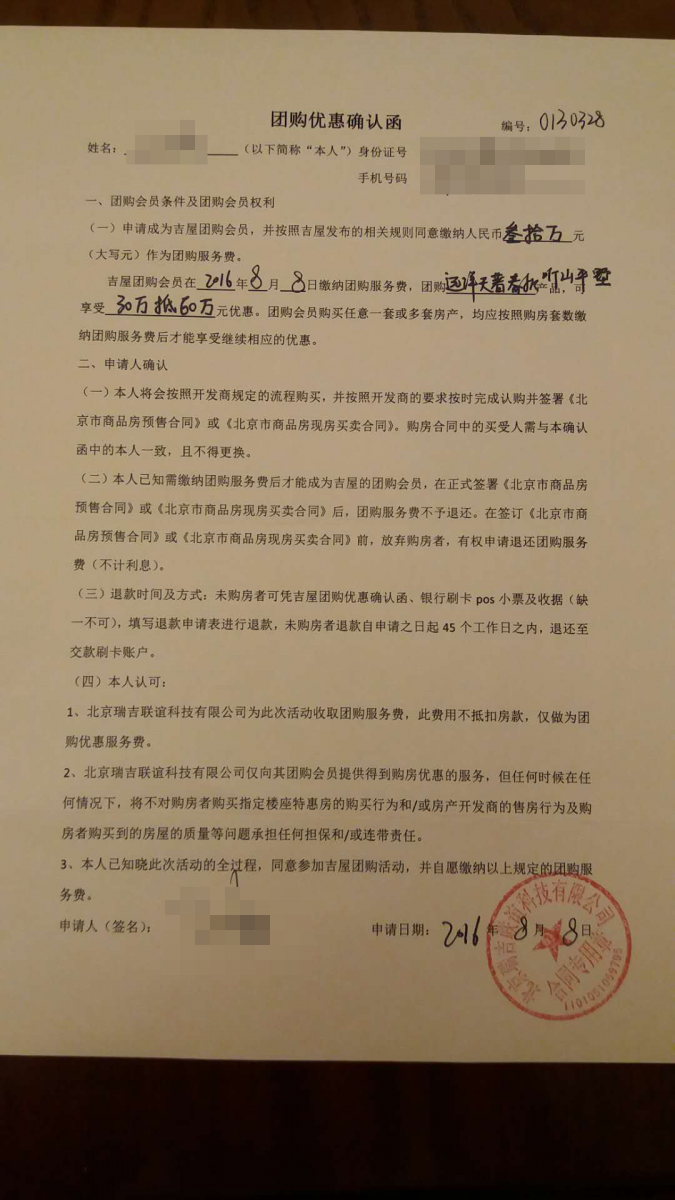 团购优惠确认函
编号：0130328
姓名：（以下简称“本人”）身份证号
手机号码
一、团购会员条件及团购会员权利
（一）申请成为吉屋团购会员，并按照吉屋发布的相关规则同意缴纳人民币叁拾万元
（大写元）作为团购服务费。
吉屋团购会员在2016年8月8日缴纳团购服务费，团购远洋天著春秋听山平墅产品，可
享受30万抵60万元优惠。团购会员购买任意一套或多套房产，均应按照购房套数缴
纳团购服务费后才能享受继续相应的优惠。
二、申请人确认
（一）本人将会按照开发商规定的流程购买，并按照开发商的要求按时完成认购并签署《北
京市商品房预售合同》或《北京市商品房现房买卖合同》。购房合同中的买受人需与本确认
函中的本人一致，且不得更换。
（二）本人已知需缴纳团购服务费后才能成为吉屋的团购会员，在正式签署《北京市商品房
预售合同》或《北京市商品房现房买卖合同》后，团购服务费不予退还。在签订《北京市商
品房预售合同》或《北京市商品房现房买卖合同》前，放弃购房者，有权申请退还团购服务
费（不计利息）。
（三）退款时间及方式：未购房者可凭吉屋团购优惠确认函、银行刷卡pos小票及收据（缺
一不可），填写退款申请表进行退款，未购房者退款自申请之日起45个工作日之内，退还至
交款刷卡账户。
（四）本人认可：
1、北京瑞吉联谊科技有限公司为此次活动收取团购服务费，此费用不抵扣房款，仅做为团
购优惠服务费。
2、北京瑞吉联谊科技有限公司仅向其团购会员提供得到购房优惠的服务，但任何时候在任
何情况下，将不对购房者购买指定楼座特惠房的购买行为和/或房产开发商的售房行为及购
房者购买到的房屋的质量等问题承担任何担保和/或连带责任。
3、本人已知晓此次活动的全过程，同意参加吉屋团购活动，并自愿缴纳以上规定的团购服
务费。
申请人（签名）：
申请日期：2016年8月8日
北京瑞吉联谊科技有限公司
合同专用章
1101051059795